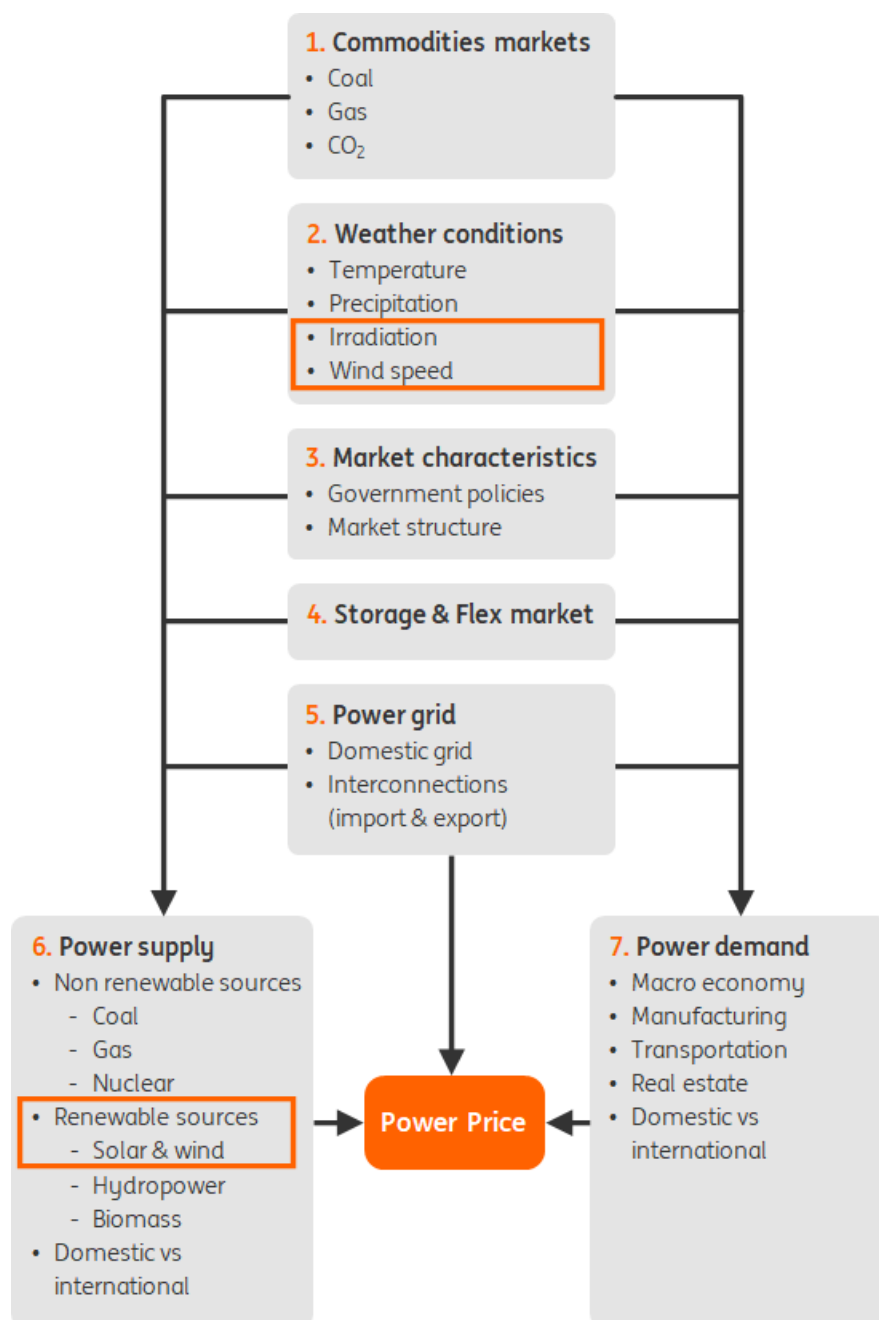 1. Commodities markets
• Coal
• Gas
• CO₂
2. Weather conditions
• Temperature
• Precipitation
• Irradiation
• Wind speed
3. Market characteristics
• Government policies
• Market structure
4. Storage & Flex market
5. Power grid
• Domestic grid
• Interconnections
(import & export)
6. Power supply
• Non renewable sources
- Coal
- Gas
- Nuclear
• Renewable sources
- Solar & wind
- Hydropower
- Biomass
• Domestic vs
international
Power Price
7. Power demand
• Macro economy
• Manufacturing
• Transportation
• Real estate
• Domestic vs
international